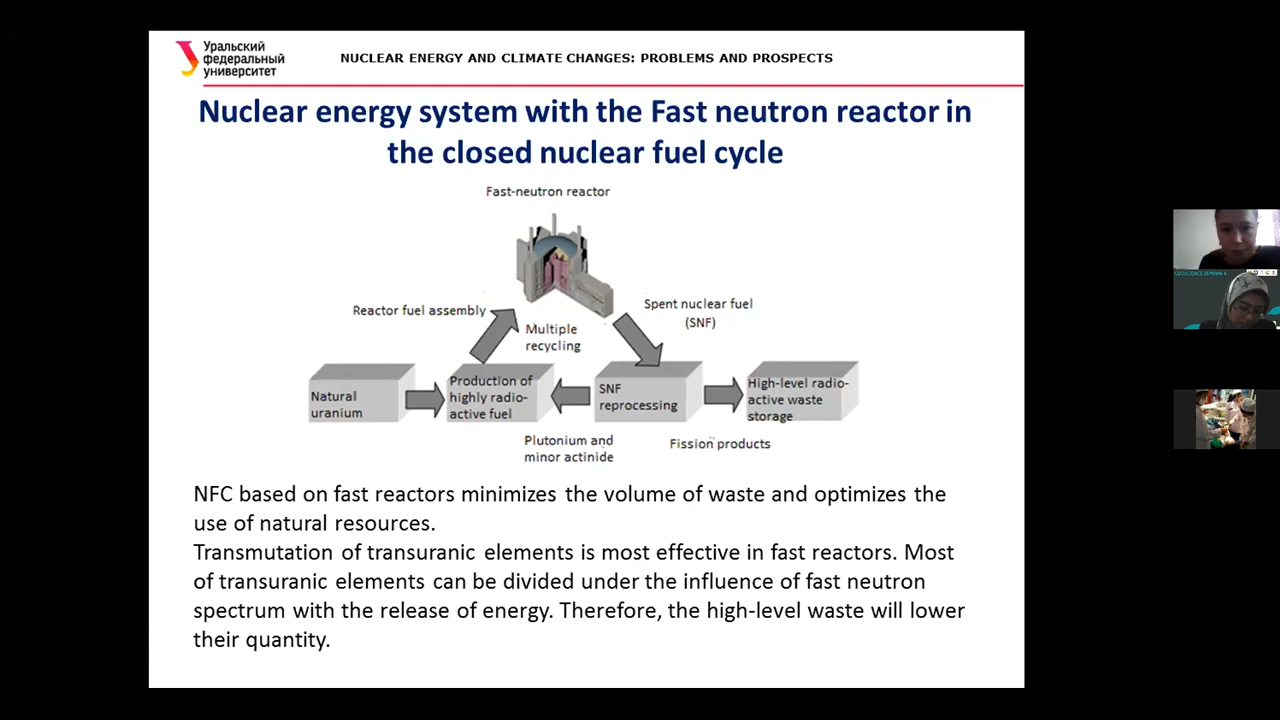 Уральский
федеральный
университет
NUCLEAR ENERGY AND CLIMATE CHANGES: PROBLEMS AND PROSPECTS
Nuclear energy system with the Fast neutron reactor in
the closed nuclear fuel cycle
Fast-neutron reactor
Reactor fuel assembly
Multiple
recycling
Spent nuclear fuel
(SNF)
Natural
uranium
Production of
highly radio-
active fuel
SNF
reprocessing
High-level radio-
active waste
storage
Plutonium and
minor actinide
Fission products
NFC based on fast reactors minimizes the volume of waste and optimizes the
use of natural resources.
Transmutation of transuranic elements is most effective in fast reactors. Most
of transuranic elements can be divided under the influence of fast neutron
spectrum with the release of energy. Therefore, the high-level waste will lower
their quantity.
GEOSCIENCE SEMINAR 4